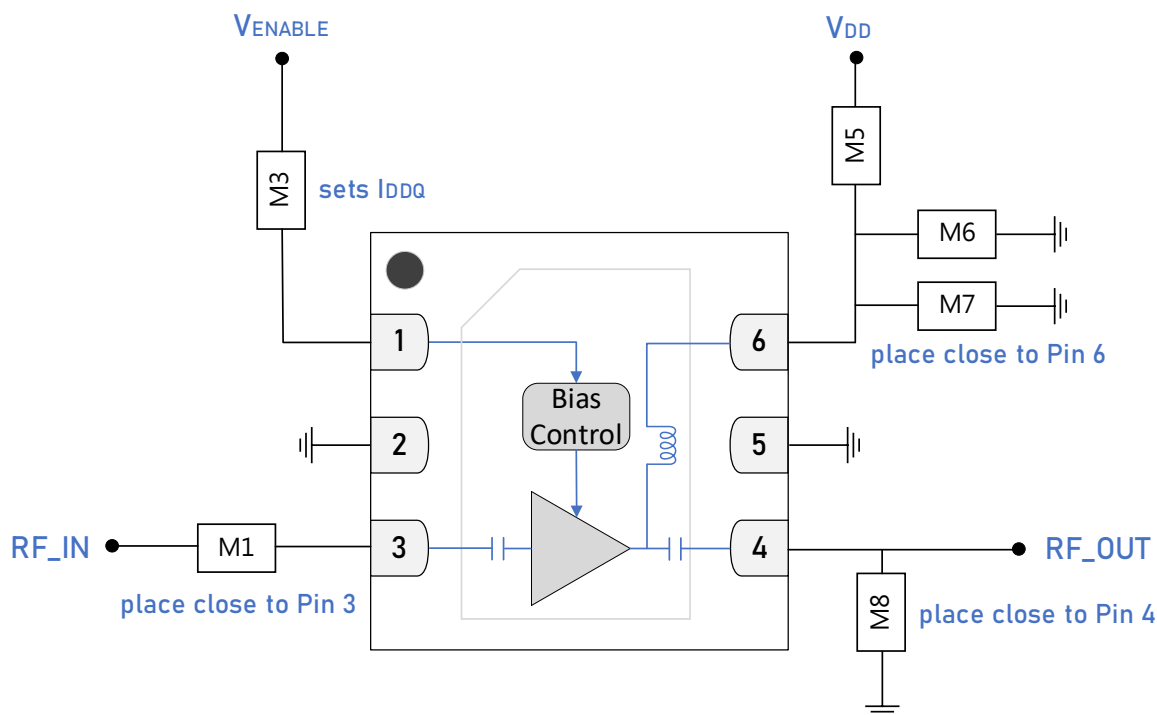 VENABLE
VDD
M3
sets IDDQ
M5
M6
M7
place close to Pin 6
1
6
Bias
Control
2
5
RF_IN
M1
3
4
RF_OUT
place close to Pin 3
M8
place close to Pin 4